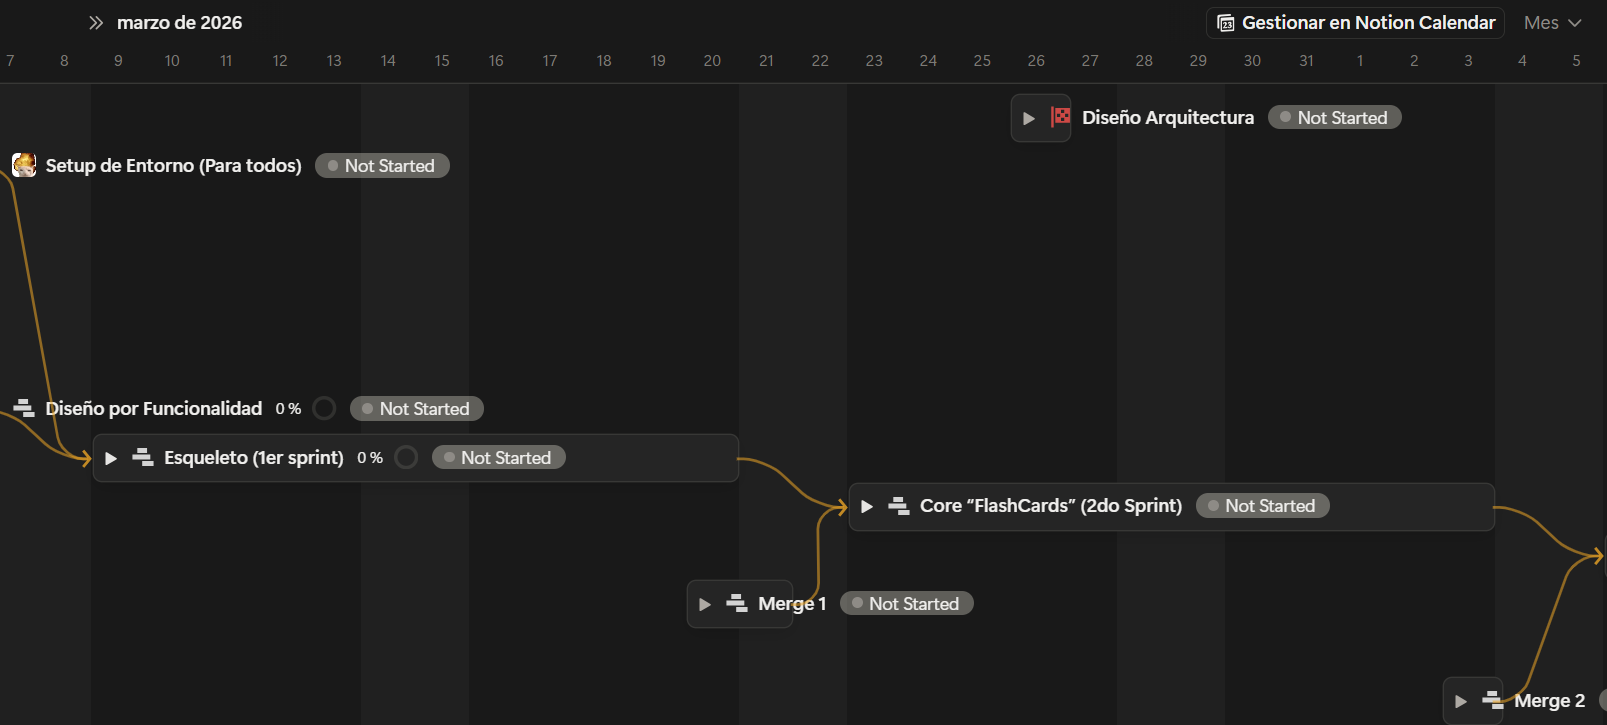 marzo de 2026
Gestionar en Notion Calendar
Mes
7 8 9 10 11 12 13 14 15 16 17 18 19 20 21 22 23 24 25 26 27 28 29 30 31 1 2 3 4 5
Diseño Arquitectura Not Started
Setup de Entorno (Para todos) Not Started
Diseño por Funcionalidad 0 % Not Started
Esqueleto (1er sprint) 0 % Not Started
Core “FlashCards” (2do Sprint) Not Started
Merge 1 Not Started
Merge 2